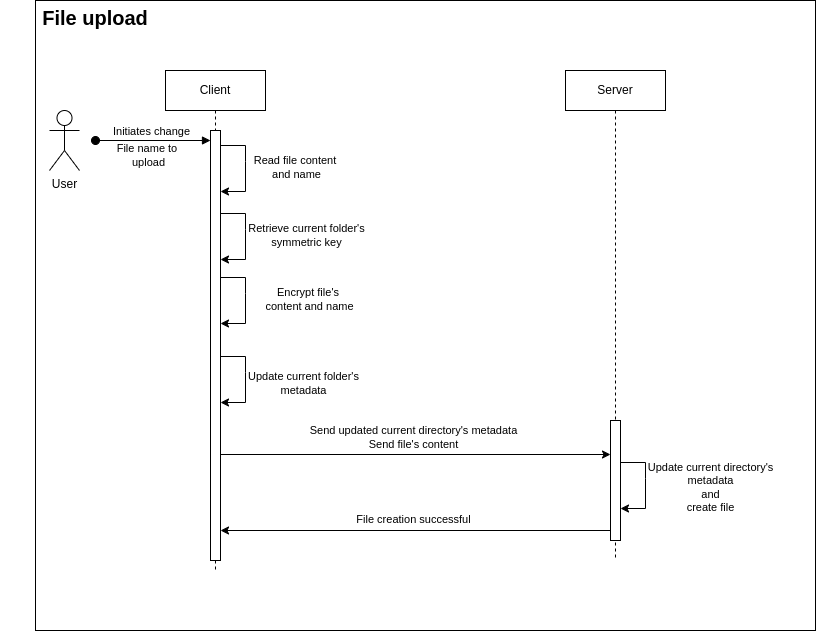 File upload
Client
Server
Initiates change
File name to
upload
User
Read file content
and name
Retrieve current folder's
symmetric key
Encrypt file's
content and name
Update current folder's
metadata
Send updated current directory's metadata
Send file's content
Update current directory's
metadata
and
create file
File creation successful